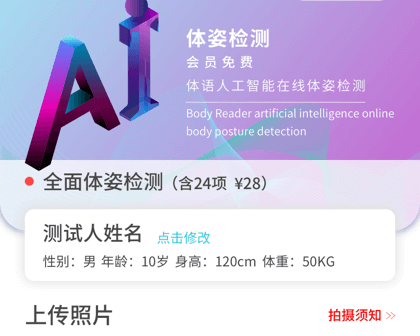 Ai
体姿检测
会员免费
体语人工智能在线体姿检测
Body Reader artificial intelligence online
body posture detection
全面体姿检测（含24项 ¥28）
测试人姓名 点击修改
性别：男 年龄：10岁 身高：120cm 体重：50KG
上传照片 拍摄须知 >>